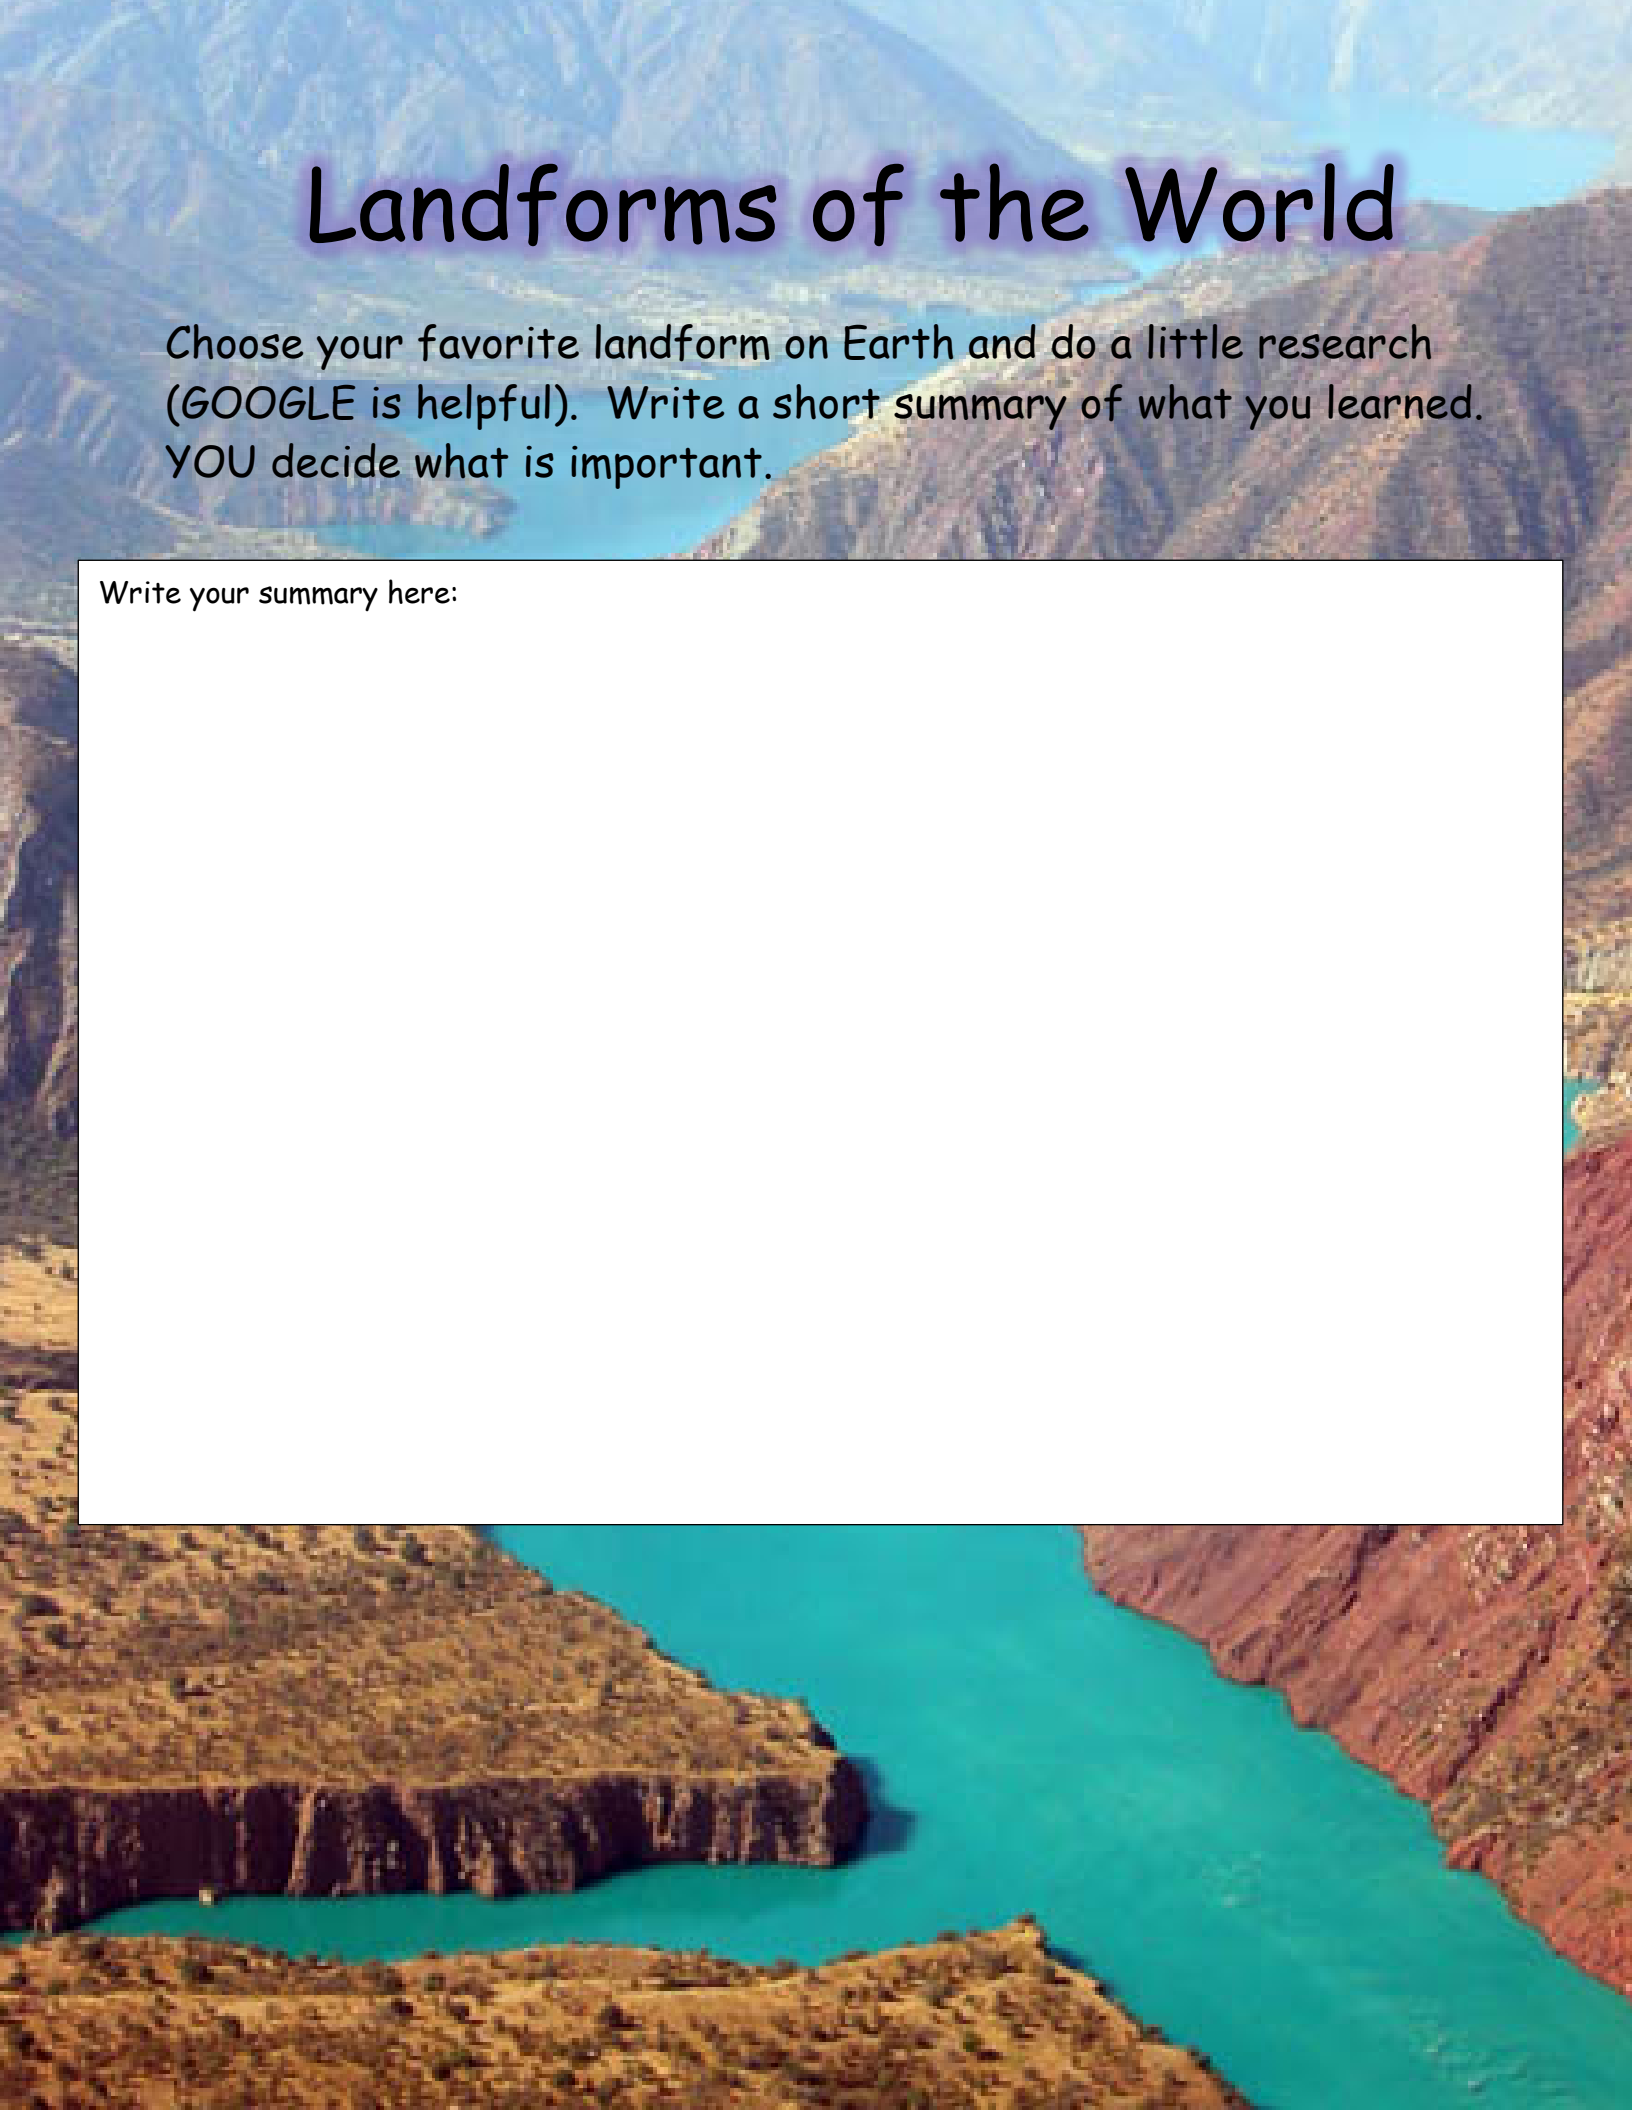 Landforms of the World
Choose your favorite landform on Earth and do a little research
(GOOGLE is helpful).  Write a short summary of what you learned.
YOU decide what is important.
Write your summary here: